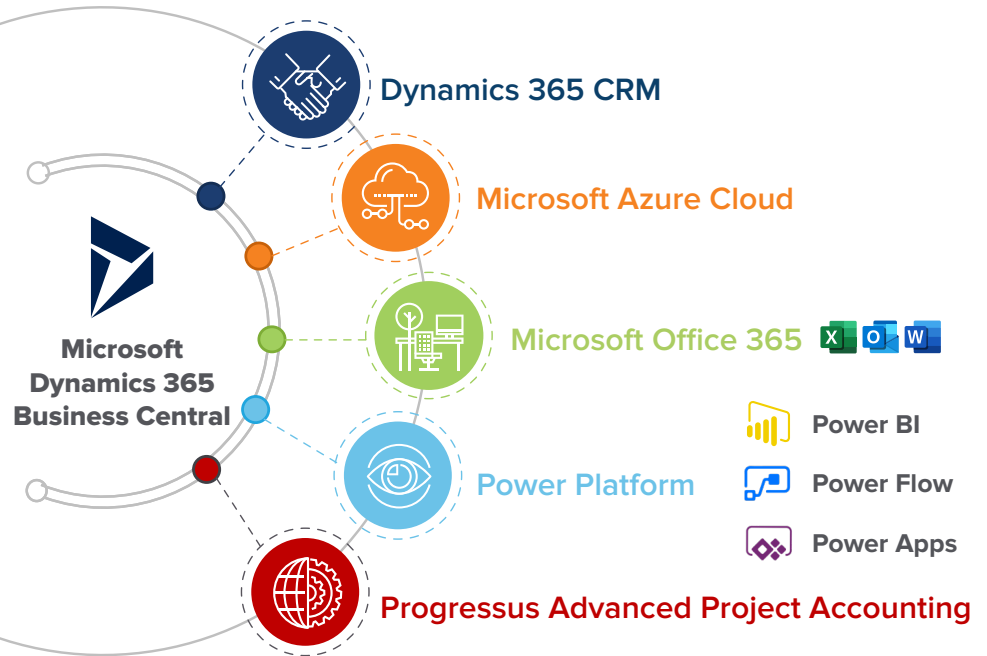 Dynamics 365 CRM
Microsoft Azure Cloud
Microsoft
Dynamics 365
Business Central
Microsoft Office 365
X
O
W
Power Platform
Power BI
Power Flow
Power Apps
Progressus Advanced Project Accounting